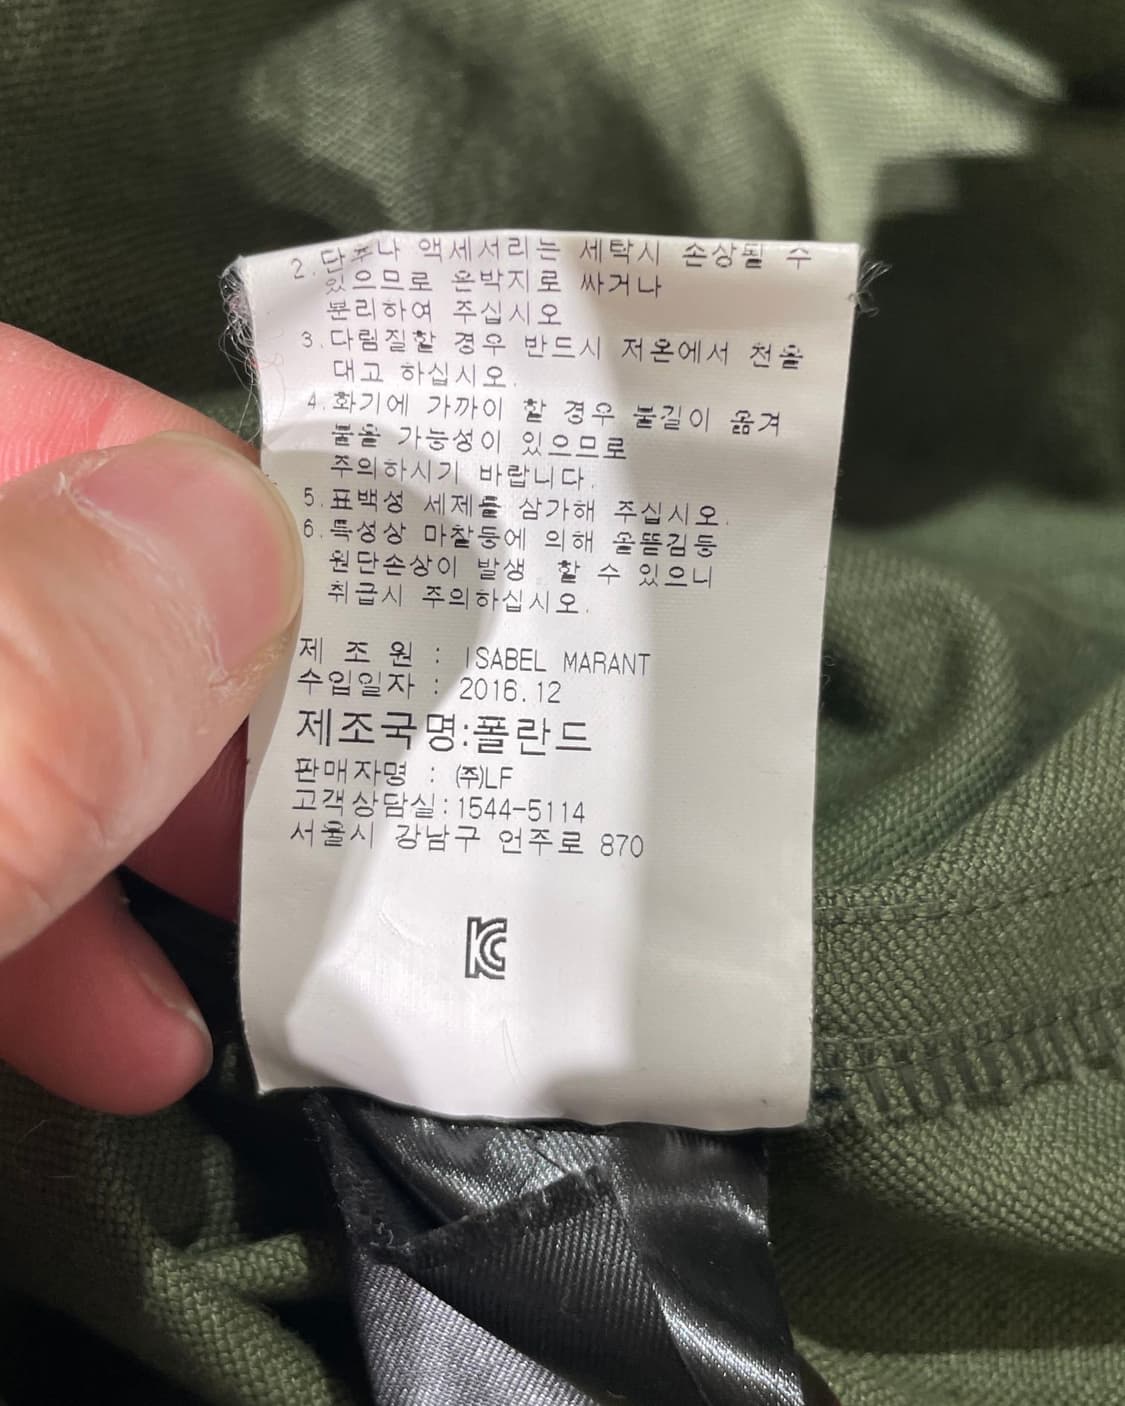 2.단추나 액세서리는 세탁시 손상될 수
있으므로 은박지로 싸거나
분리하여 주십시오
3.다림질할 경우 반드시 저온에서 천을
대고 하십시오.
4.화기에 가까이 할 경우 불길이 옮겨
붙을 가능성이 있으므로
주의하시기 바랍니다.
5.표백성 세제를 삼가해 주십시오.
6.특성상 마찰등에 의해 올뜯김등
원단손상이 발생 할 수 있으니
취급시 주의하십시오.
제 조 원 : ISABEL MARANT
수입일자 : 2016.12
제조국명:폴란드
판매자명 : ㈜LF
고객상담실:1544-5114
서울시 강남구 언주로 870
KC